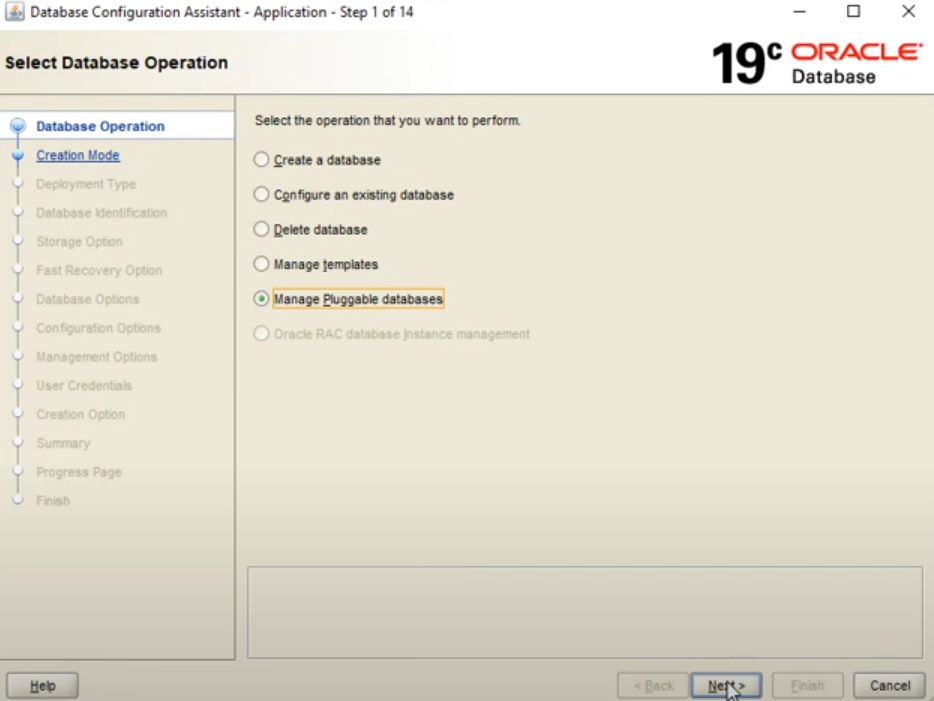 Database Configuration Assistant - Application - Step 1 of 14
Select Database Operation
19c ORACLE
Database
Database Operation
Creation Mode
Deployment Type
Database Identification
Storage Option
Fast Recovery Option
Database Options
Configuration Options
Management Options
User Credentials
Creation Option
Summary
Progress Page
Finish
Select the operation that you want to perform.
Create a database
Configure an existing database
Delete database
Manage templates
Manage Pluggable databases
Oracle RAC database Instance management
Help
< Back
Next >
Finish
Cancel